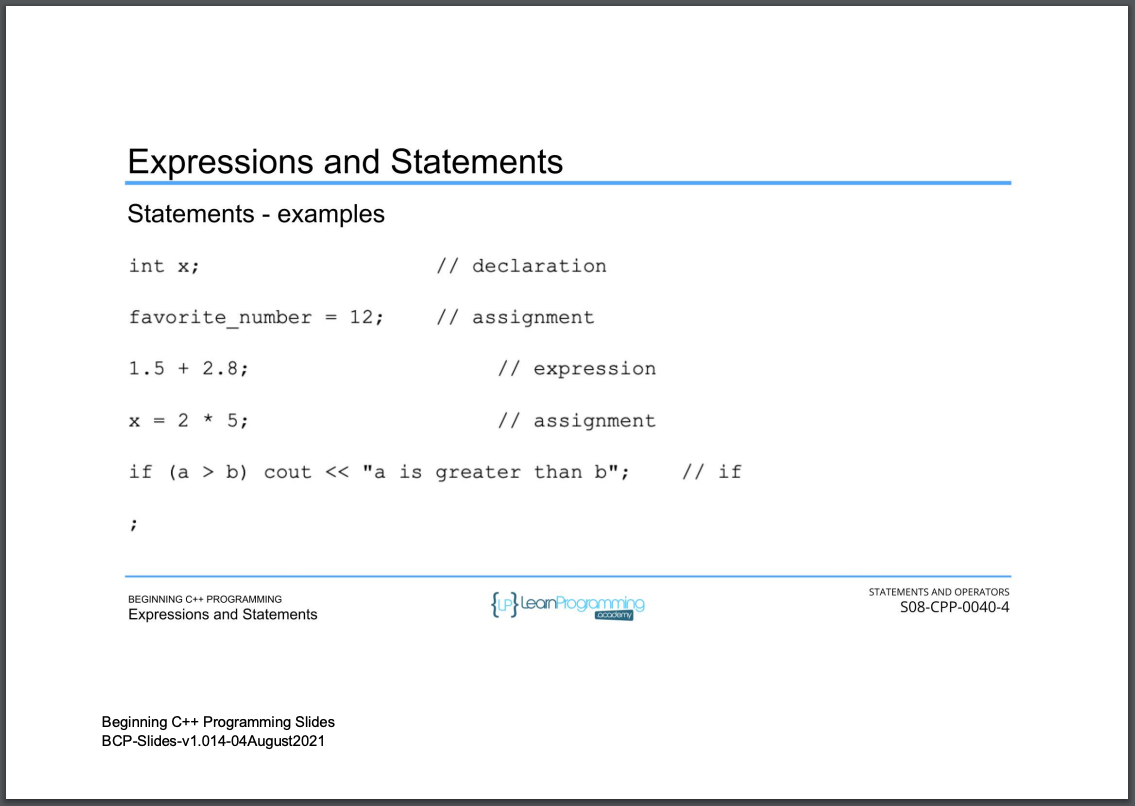 Expressions and Statements
Statements - examples
int x; // declaration
favorite_number = 12; // assignment
1.5 + 2.8; // expression
x = 2 * 5; // assignment
if (a > b) cout << "a is greater than b"; // if
;
BEGINNING C++ PROGRAMMING
Expressions and Statements
{LP} LearnProgramming
academy
STATEMENTS AND OPERATORS
S08-CPP-0040-4
Beginning C++ Programming Slides
BCP-Slides-v1.014-04August2021